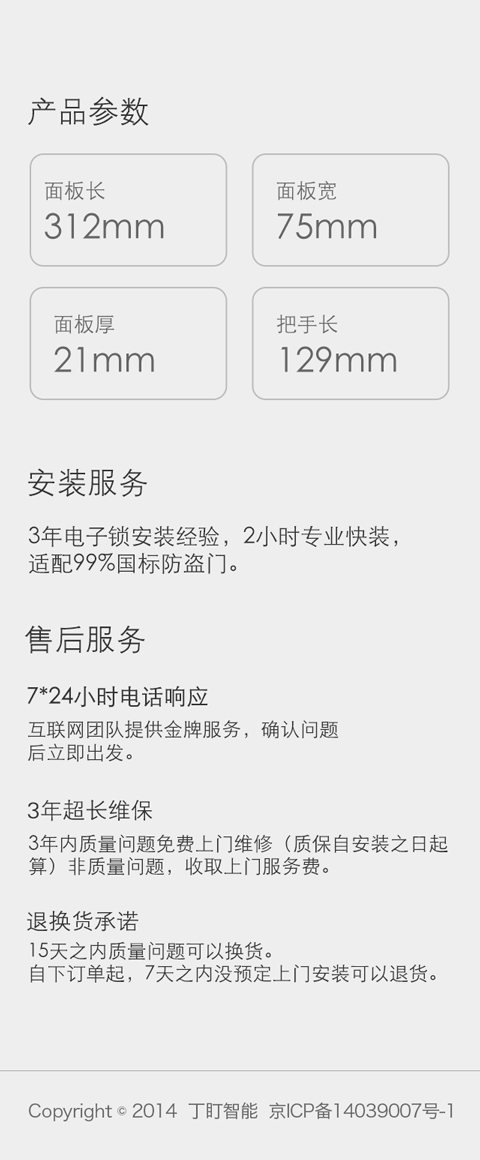 产品参数
面板长
312mm
面板宽
75mm
面板厚
21mm
把手长
129mm
安装服务
3年电子锁安装经验，2小时专业快装，
适配99%国标防盗门。
售后服务
7*24小时电话响应
互联网团队提供金牌服务，确认问题
后立即出发。
3年超长维保
3年内质量问题免费上门维修（质保自安装之日起
算）非质量问题，收取上门服务费。
退换货承诺
15天之内质量问题可以换货。
自下订单起，7天之内没预定上门安装可以退货。
Copyright © 2014 丁盯智能 京ICP备14039007号-1